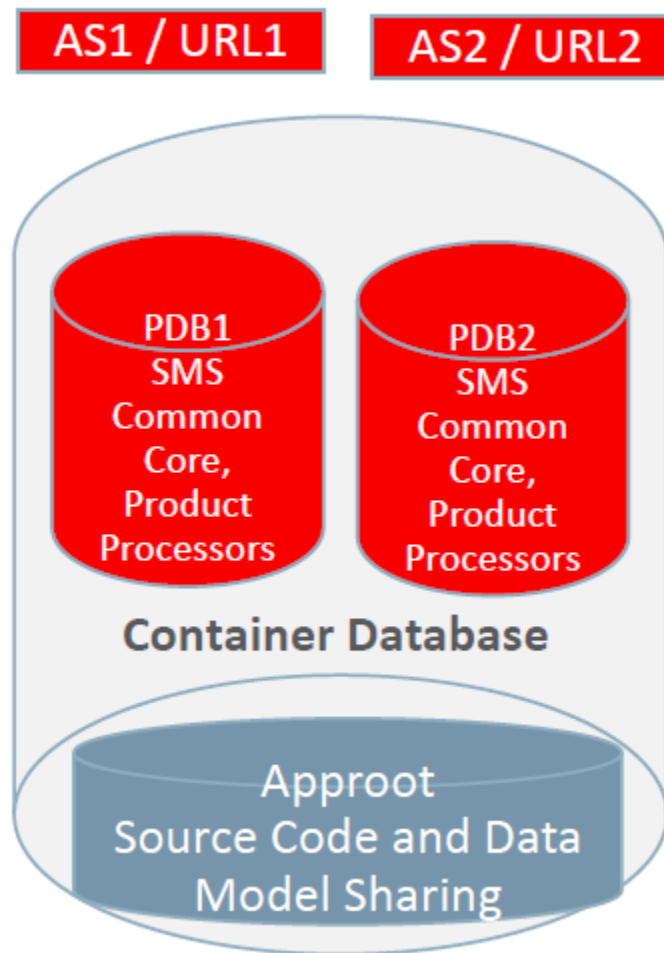 AS1 / URL1
AS2 / URL2
PDB1
SMS
Common
Core,
Product
Processors
PDB2
SMS
Common
Core,
Product
Processors
Container Database
Approot
Source Code and Data
Model Sharing